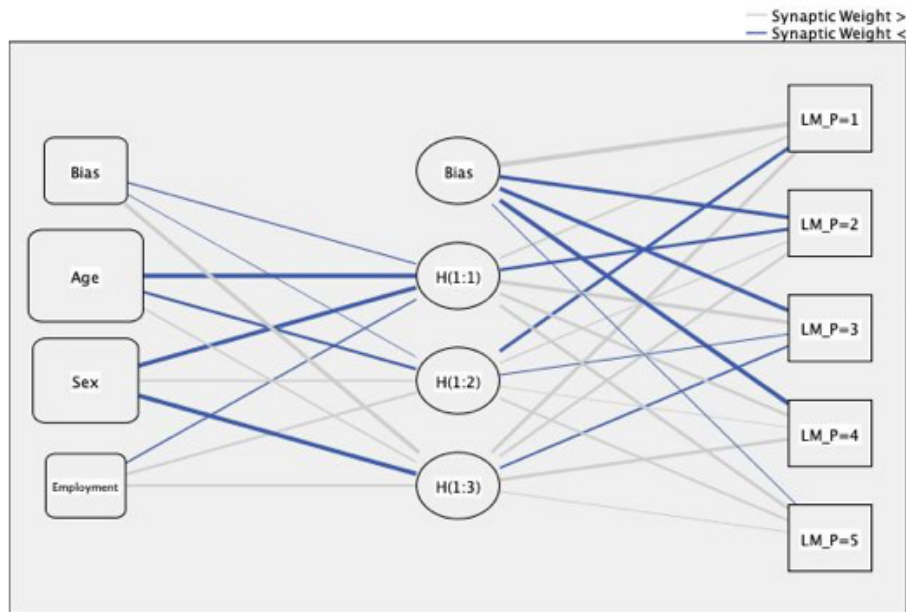 Synaptic Weight >
Synaptic Weight <
Bias
Age
Sex
Employment
Bias
H(1:1)
H(1:2)
H(1:3)
LM_P=1
LM_P=2
LM_P=3
LM_P=4
LM_P=5